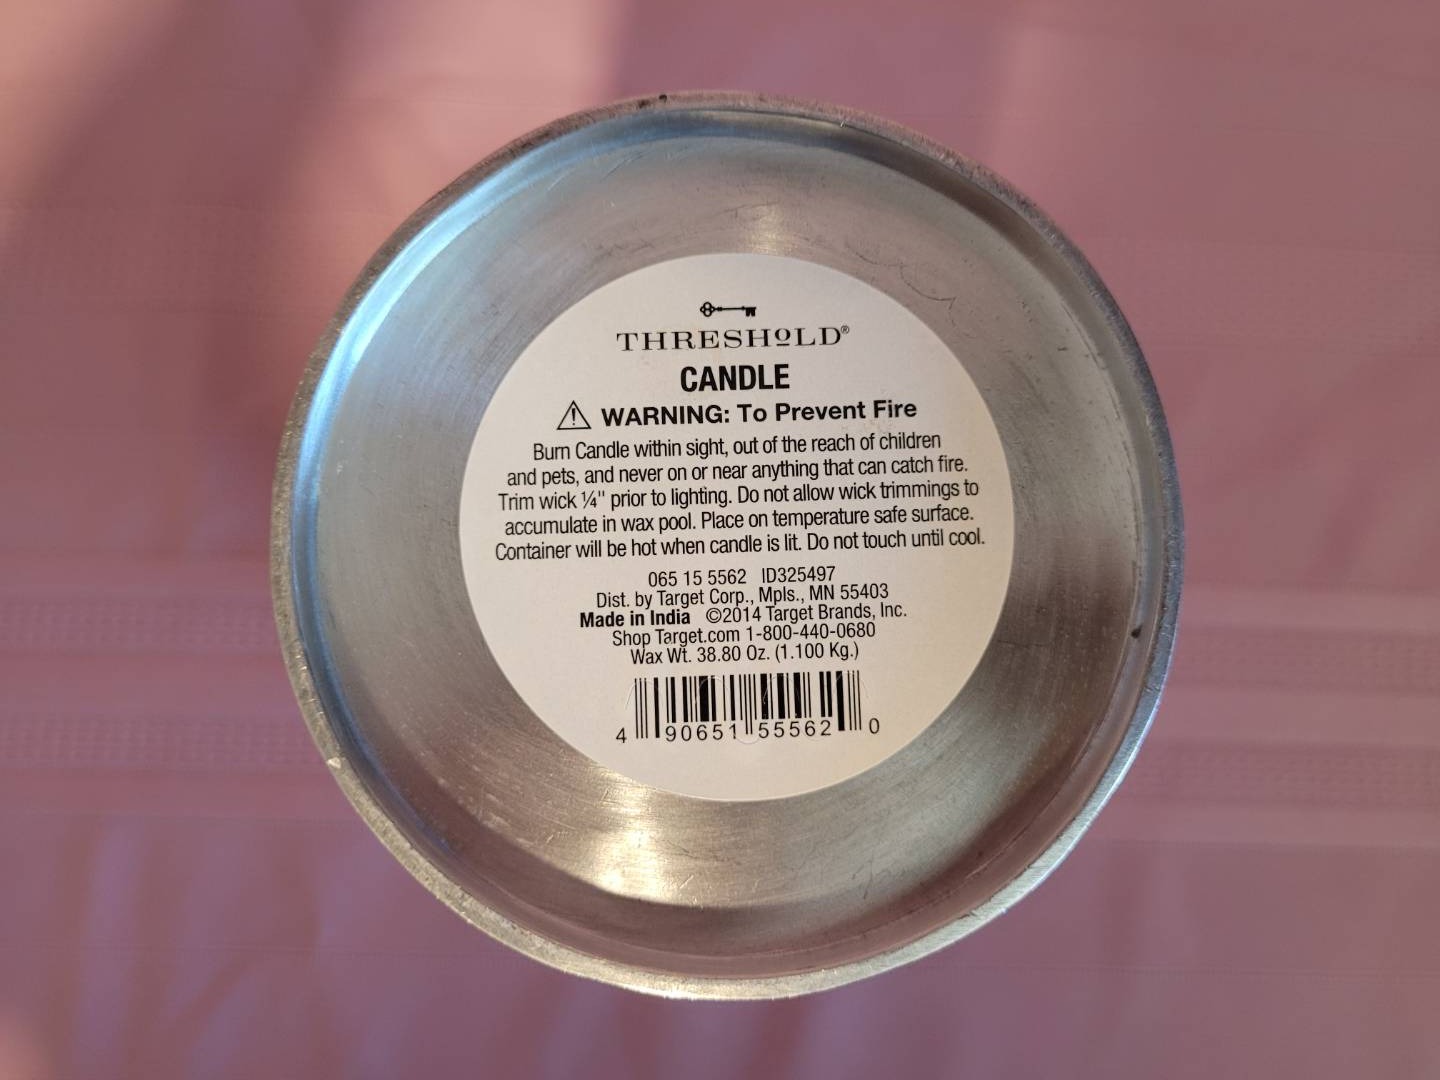 THRESHOLD®
CANDLE
⚠ WARNING: To Prevent Fire
Burn Candle within sight, out of the reach of children
and pets, and never on or near anything that can catch fire.
Trim wick ¼" prior to lighting. Do not allow wick trimmings to
accumulate in wax pool. Place on temperature safe surface.
Container will be hot when candle is lit. Do not touch until cool.
065 15 5562 ID325497
Dist. by Target Corp., Mpls., MN 55403
Made in India ©2014 Target Brands, Inc.
Shop Target.com 1-800-440-0680
Wax Wt. 38.80 Oz. (1.100 Kg.)
4 90651 55562 0